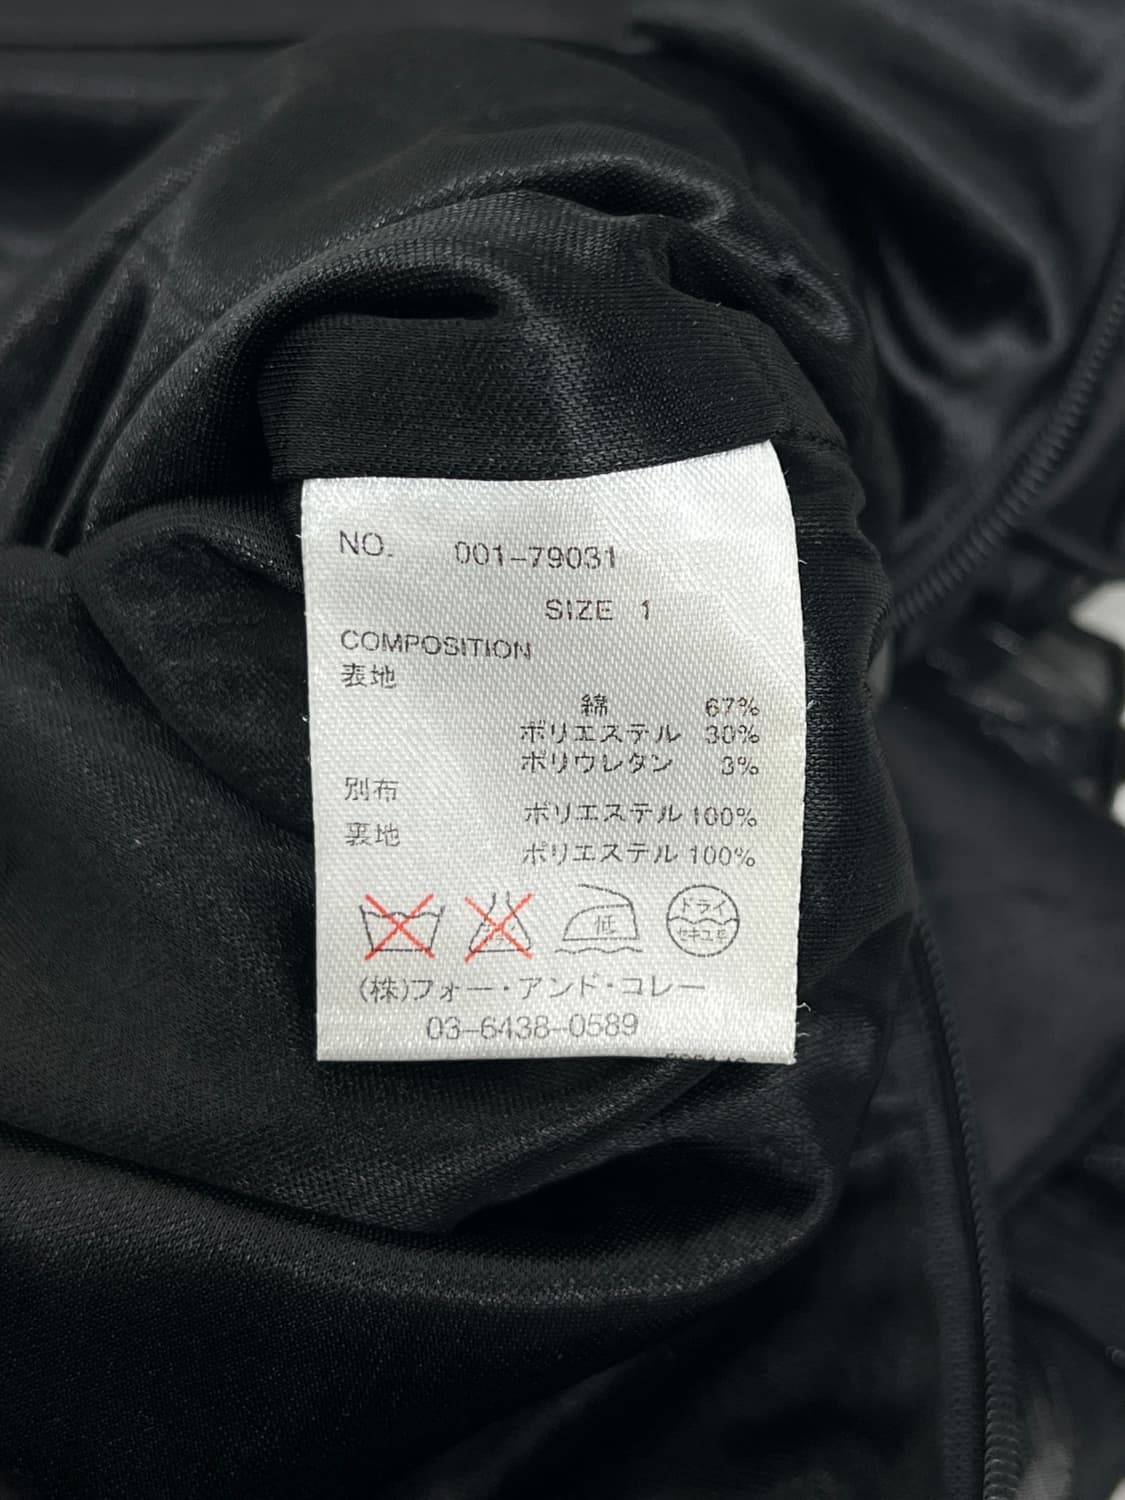 NO. 001-79031
SIZE 1
COMPOSITION
表地
綿 67%
ポリエステル 30%
ポリウレタン 3%
別布
ポリエステル 100%
裏地
ポリエステル 100%
低
ドライ
セキユ系
(株)フォー・アンド・コレー
03-6438-0589